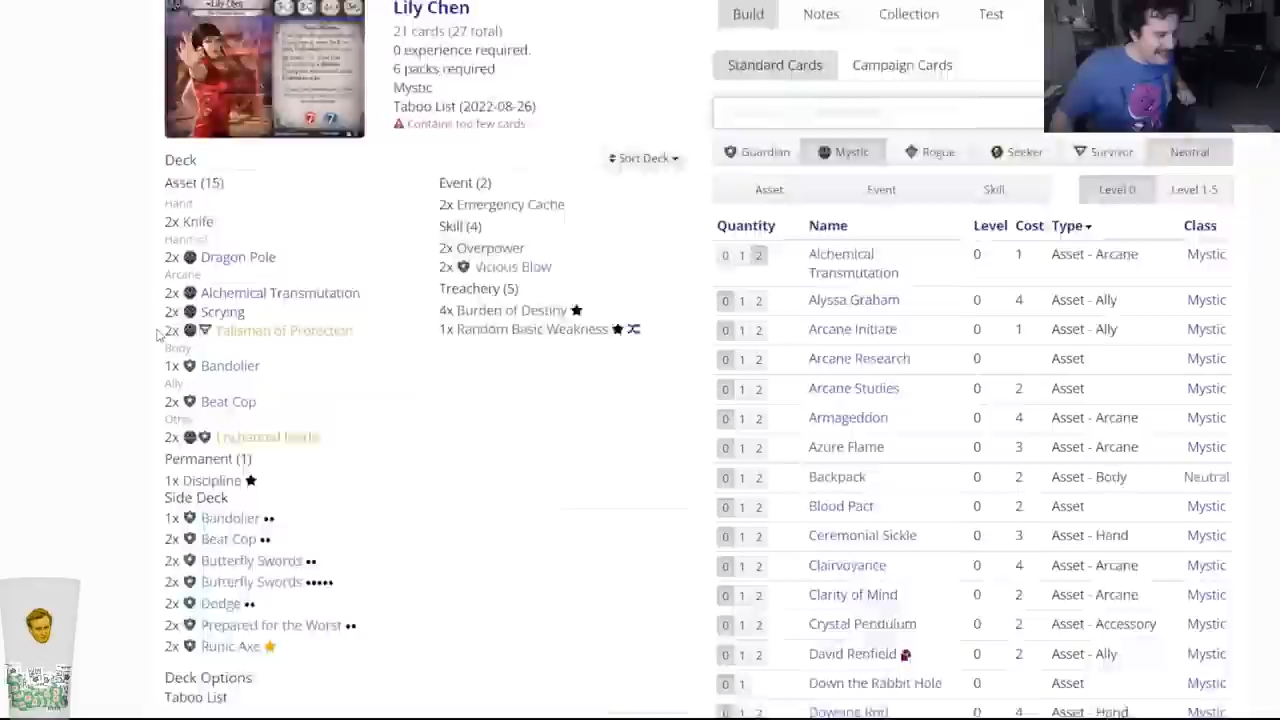 Lily Chen
21 cards (27 total)
0 experience required.
6 packs required
Mystic
Taboo List (2022-08-26)
Contains too few cards
Deck
Sort Deck
Asset (15)
Hand
2x Knife
2x Dragon Pole
Arcane
2x Alchemical Transmutation
2x Scrying
2x Talisman of Protection
Body
1x Bandolier
Ally
2x Beat Cop
Other
2x Enchanted Blade
Permanent (1)
1x Discipline
Side Deck
1x Bandolier
2x Beat Cop
2x Butterfly Swords
2x Butterfly Swords
2x Dodge
2x Prepared for the Worst
2x Runic Axe
Deck Options
Taboo List
Event (2)
2x Emergency Cache
Skill (4)
2x Overpower
2x Vicious Blow
Treachery (5)
4x Burden of Destiny
1x Random Basic Weakness
Notes Collection Test
Standard Cards Campaign Cards
Guardian Mystic Rogue Seeker Survivor Neutral
Asset Event Skill Level 0 Level 1-5
Quantity Name Level Cost Type Class
0 1 2 Alchemical Transmutation 0 1 Asset - Arcane Mystic
0 1 2 Alyssa Graham 0 4 Asset - Ally Mystic
0 1 2 Arcane Initiate 0 1 Asset - Ally Mystic
0 1 2 Arcane Research 0 Asset Mystic
0 1 2 Arcane Studies 0 2 Asset Mystic
0 1 2 Armageddon 0 4 Asset - Arcane Mystic
0 1 2 Azure Flame 0 3 Asset - Arcane Mystic
0 1 2 Backpack 0 2 Asset - Body Neutral
0 1 2 Blood Pact 0 2 Asset Mystic
0 1 2 Ceremonial Sickle 0 3 Asset - Hand Mystic
0 1 2 Clairvoyance 0 4 Asset - Arcane Mystic
0 1 2 Clarity of Mind 0 2 Asset - Arcane Mystic
0 1 2 Crystal Pendulum 0 2 Asset - Accessory Mystic
0 1 2 David Renfield 0 2 Asset - Ally Mystic
0 1 Down the Rabbit Hole 0 Asset Mystic
0 1 2 Dowsing Rod 0 4 Asset - Hand Mystic